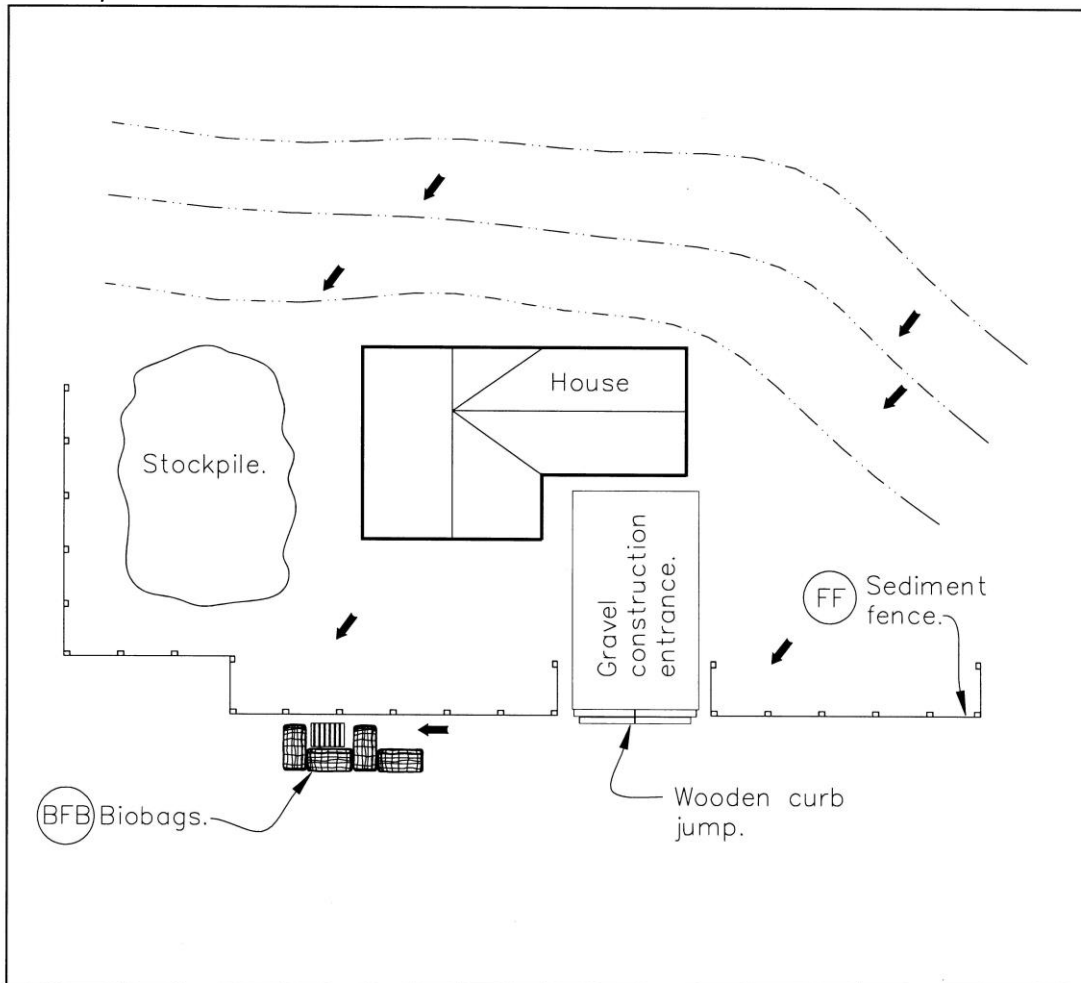 House
Stockpile.
Gravel
construction
entrance.
FF
Sediment
fence.
BFB
Biobags.
Wooden curb
jump.